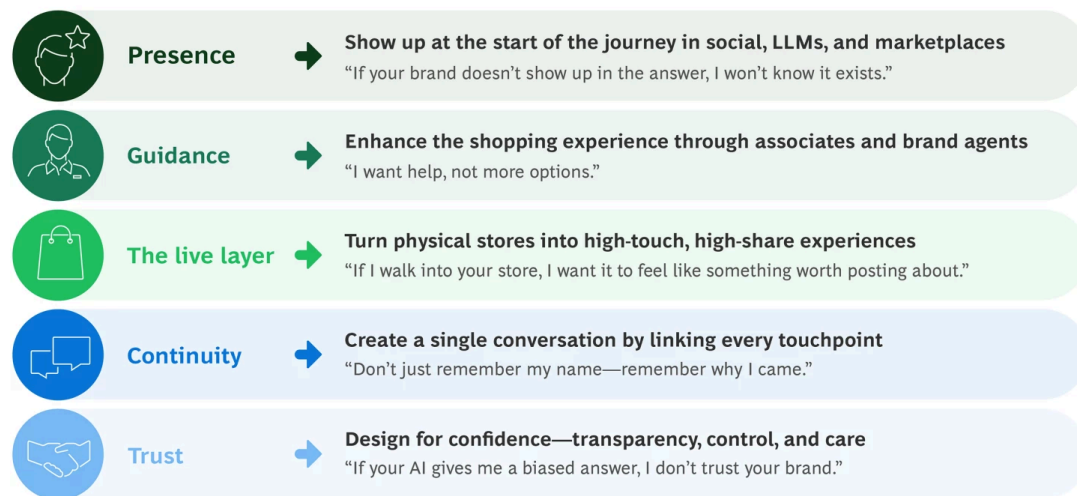 Presence
Show up at the start of the journey in social, LLMs, and marketplaces
“If your brand doesn’t show up in the answer, I won’t know it exists.”
Guidance
Enhance the shopping experience through associates and brand agents
“I want help, not more options.”
The live layer
Turn physical stores into high-touch, high-share experiences
“If I walk into your store, I want it to feel like something worth posting about.”
Continuity
Create a single conversation by linking every touchpoint
“Don’t just remember my name—remember why I came.”
Trust
Design for confidence—transparency, control, and care
“If your AI gives me a biased answer, I don’t trust your brand.”